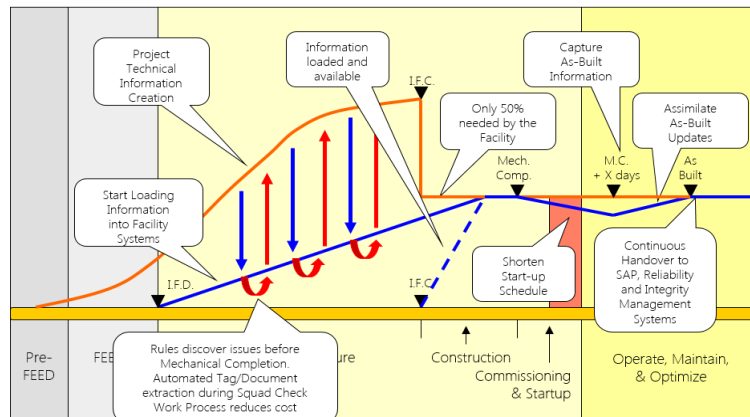 Project
Technical
Information
Creation
Information
loaded and
available
I.F.C.
Capture
As-Built
Information
Only 50%
needed by the
Facility
Assimilate
As-Built
Updates
Mech.
Comp.
M.C.
+ X days
As
Built
Start Loading
Information
into Facility
Systems
I.F.D.
I.F.C.
Shorten
Start-up
Schedule
Continuous
Handover to
SAP, Reliability
and Integrity
Management
Systems
Rules discover issues before
Mechanical Completion.
Automated Tag/Document
extraction during Squad Check
Work Process reduces cost
Pre-
FEED
Construction
Commissioning
& Startup
Operate, Maintain,
& Optimize